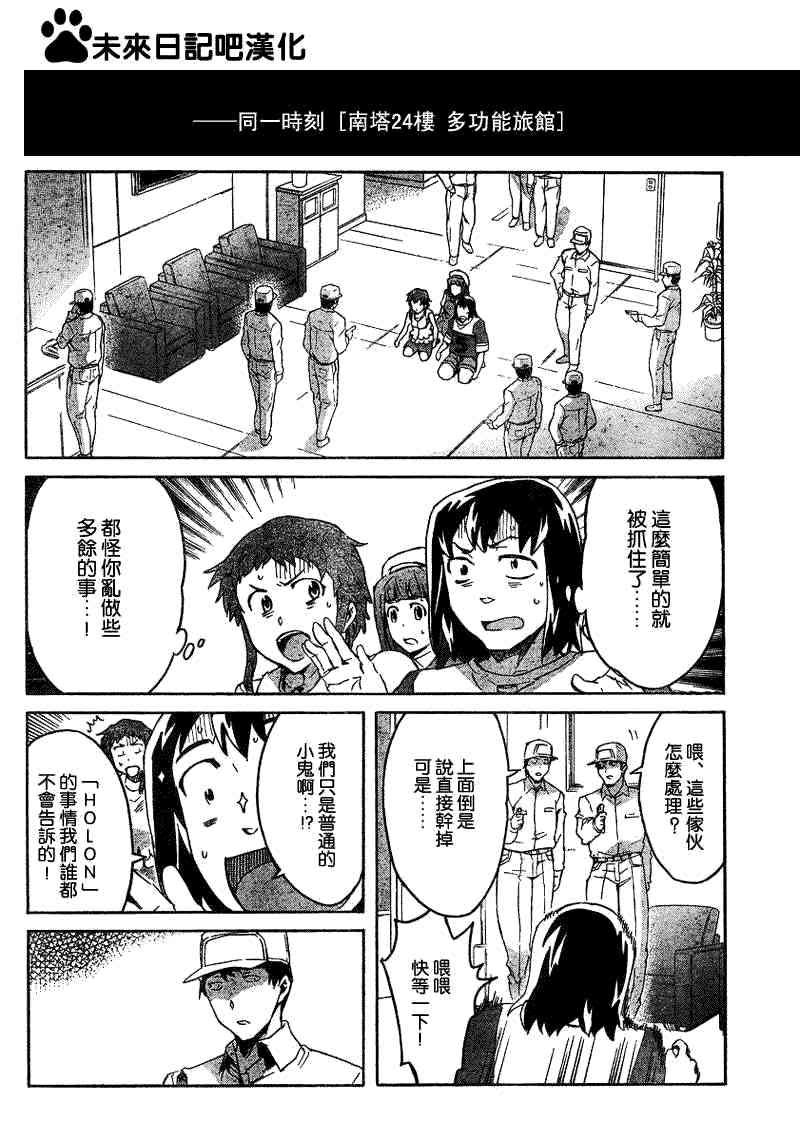 未來日記吧漢化
——同一時刻 [南塔24樓 多功能旅館]
這麼簡單的就
被抓住了……
都怪你亂做些
多餘的事…！
喂、這些傢伙
怎麼處理？
上面倒是
說直接幹掉
可是……
喂喂
快等一下！
我們只是普通的
小鬼啊…!?
「HOLON」
的事情我們誰都
不會告訴的！